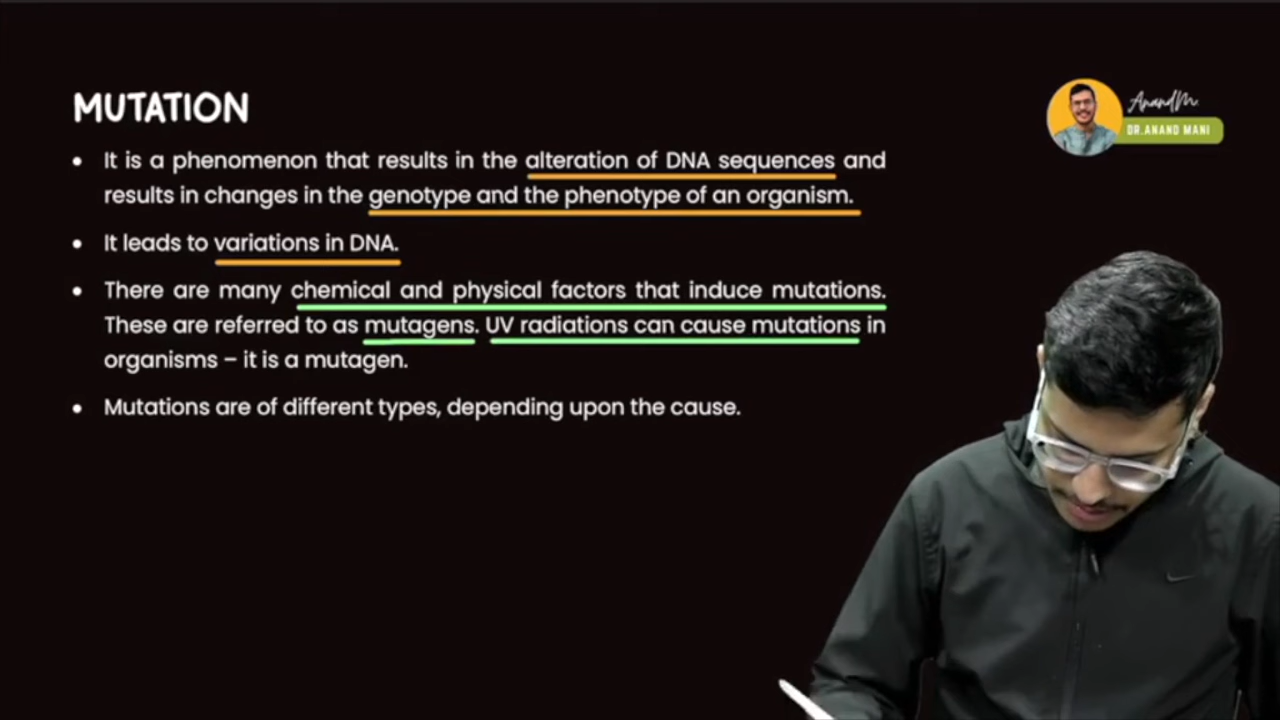 MUTATION
AnandM.
DR.ANAND MANI
• It is a phenomenon that results in the alteration of DNA sequences and
results in changes in the genotype and the phenotype of an organism.
• It leads to variations in DNA.
• There are many chemical and physical factors that induce mutations.
These are referred to as mutagens. UV radiations can cause mutations in
organisms – it is a mutagen.
• Mutations are of different types, depending upon the cause.